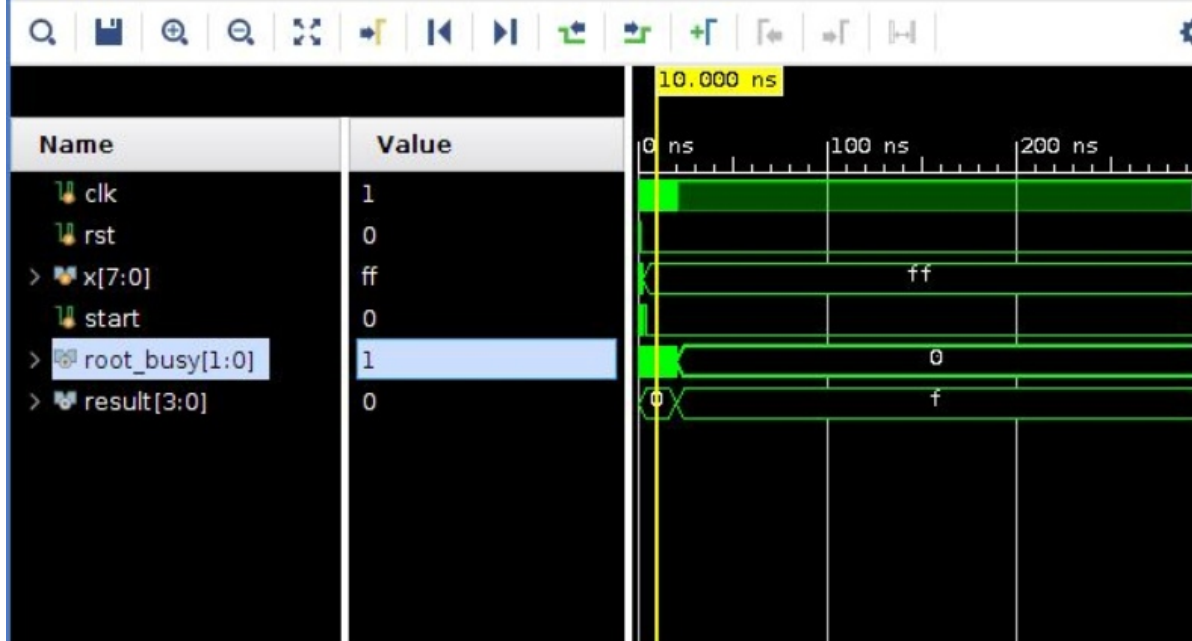 10.000 ns
Name Value
0 ns 100 ns 200 ns
clk 1
rst 0
x[7:0] ff ff
start 0
root_busy[1:0] 1 0
result[3:0] 0 0 f